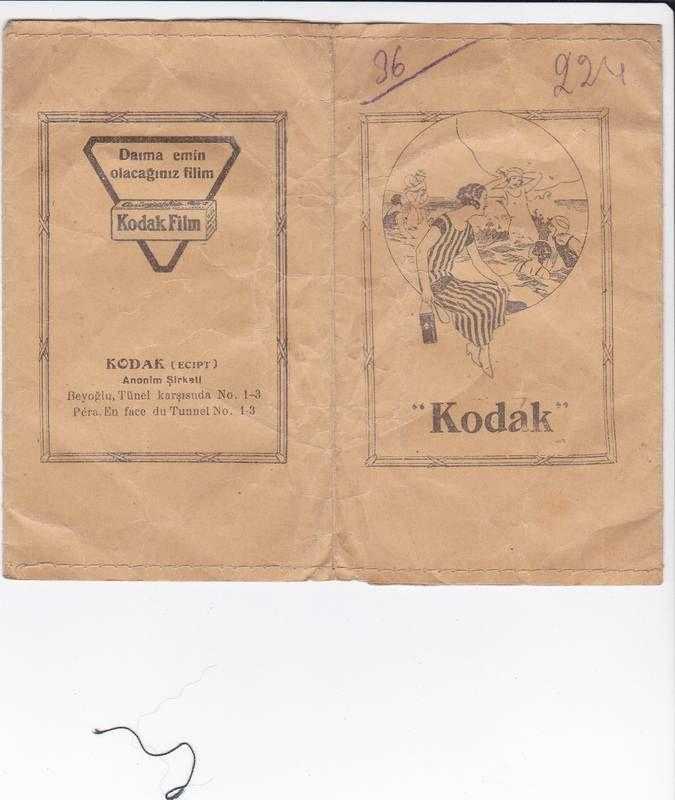 Daima emin
olacağınız filim
Kodak Film
KODAK (ECIPT)
Anonim Şirketi
Beyoğlu, Tünel karşısında No. 1-3
Péra. En face du Tunnel No. 1-3
96
224
"Kodak"